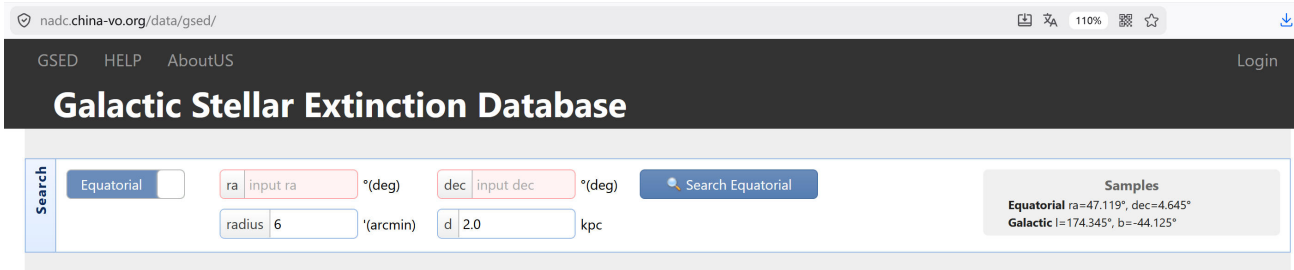 nadc.china-vo.org/data/gsed/ 110%
GSED HELP AboutUS Login
Galactic Stellar Extinction Database
Search
Equatorial ra input ra °(deg) dec input dec °(deg) Search Equatorial
radius 6 '(arcmin) d 2.0 kpc
Samples
Equatorial ra=47.119°, dec=4.645°
Galactic l=174.345°, b=-44.125°